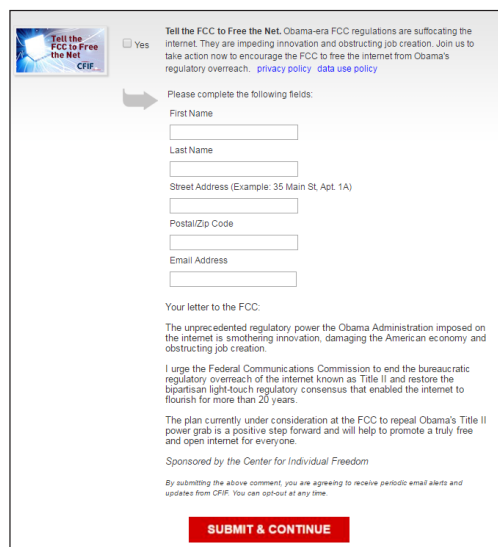 Tell the
FCC to Free
the Net
CFIF
Yes
Tell the FCC to Free the Net. Obama-era FCC regulations are suffocating the
internet. They are impeding innovation and obstructing job creation. Join us to
take action now to encourage the FCC to free the internet from Obama's
regulatory overreach. privacy policy data use policy
Please complete the following fields:
First Name
Last Name
Street Address (Example: 35 Main St, Apt. 1A)
Postal/Zip Code
Email Address
Your letter to the FCC:
The unprecedented regulatory power the Obama Administration imposed on
the internet is smothering innovation, damaging the American economy and
obstructing job creation.
I urge the Federal Communications Commission to end the bureaucratic
regulatory overreach of the internet known as Title II and restore the
bipartisan light-touch regulatory consensus that enabled the internet to
flourish for more than 20 years.
The plan currently under consideration at the FCC to repeal Obama's Title II
power grab is a positive step forward and will help to promote a truly free
and open internet for everyone.
Sponsored by the Center for Individual Freedom
By submitting the above comment, you are agreeing to receive periodic email alerts and
updates from CFIF. You can opt-out at any time.
SUBMIT & CONTINUE